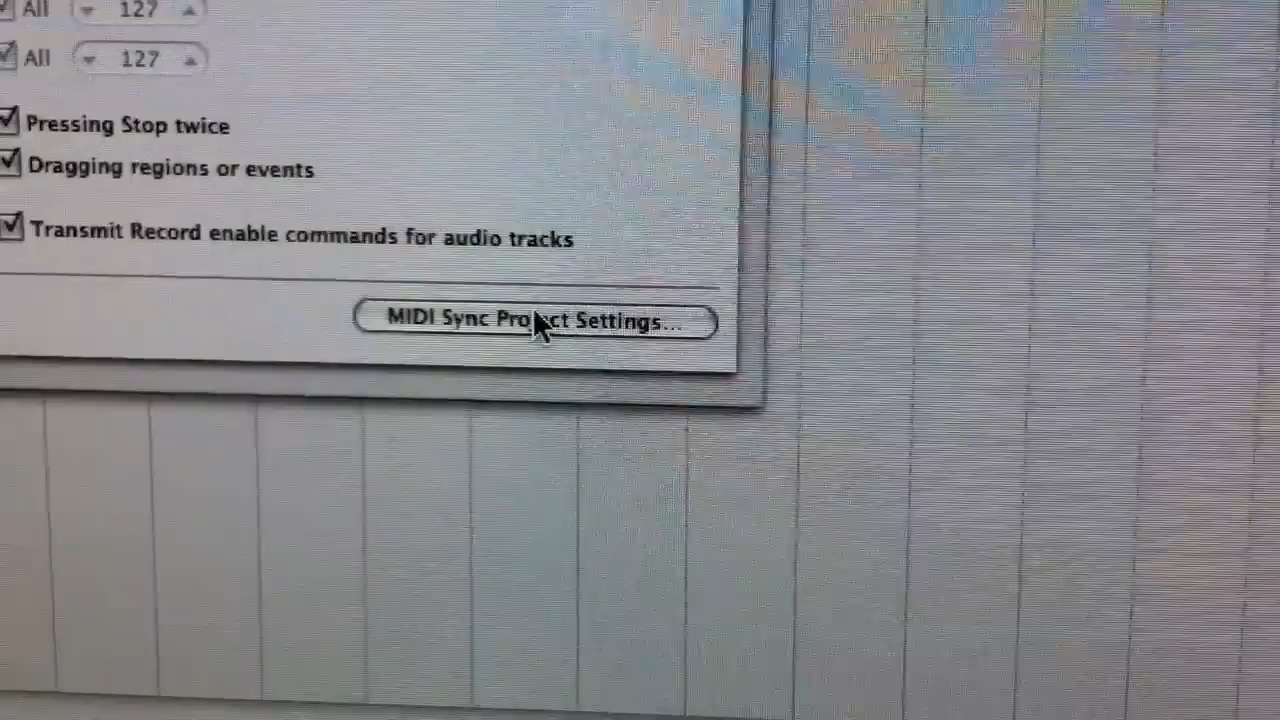 All 127
All 127
Pressing Stop twice
Dragging regions or events
Transmit Record enable commands for audio tracks
MIDI Sync Project Settings...